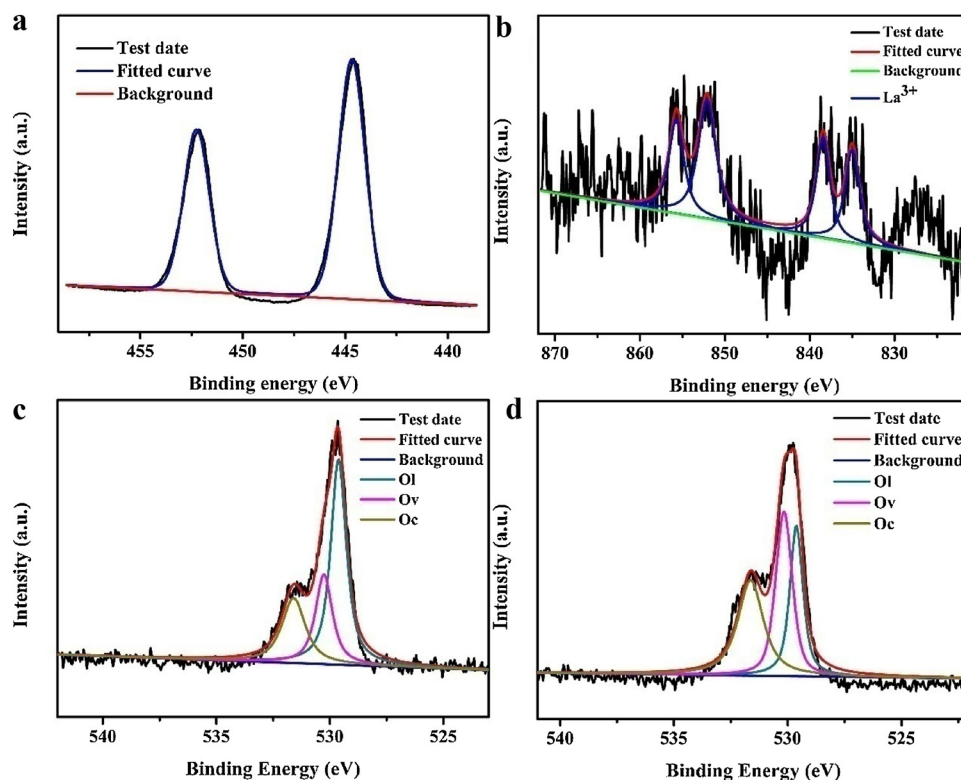 a
Test date
Fitted curve
Background
Intensity (a.u.)
455
450
445
440
Binding energy (eV)
b
Test date
Fitted curve
Background
La3+
Intensity (a.u.)
870
860
850
840
830
Binding energy (eV)
c
Test date
Fitted curve
Background
Ol
Ov
Oc
Intensity (a.u.)
540
535
530
525
Binding Energy (eV)
d
Test date
Fitted curve
Background
Ol
Ov
Oc
Intensity (a.u.)
540
535
530
525
Binding Energy (eV)